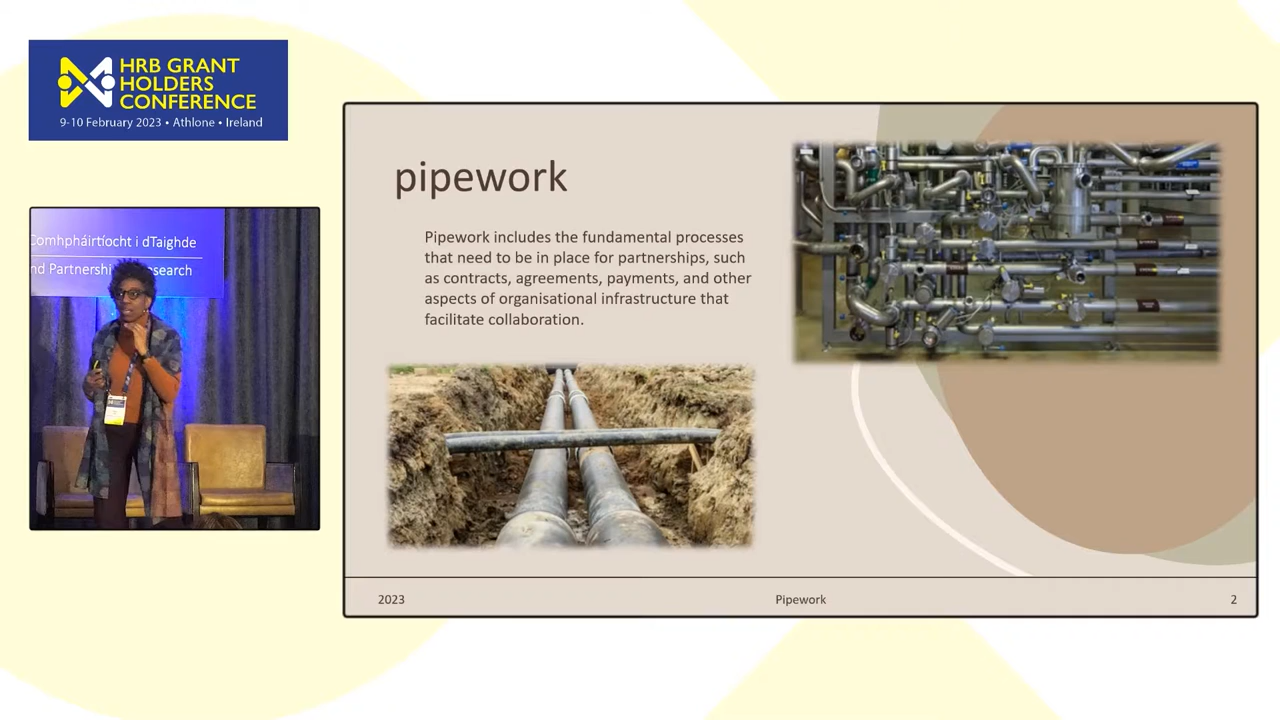 HRB GRANT
HOLDERS
CONFERENCE
9-10 February 2023 • Athlone • Ireland
Comhpháirtíocht i dTaighde
nd Partnership
search
pipework
Pipework includes the fundamental processes
that need to be in place for partnerships, such
as contracts, agreements, payments, and other
aspects of organisational infrastructure that
facilitate collaboration.
2023
Pipework
2